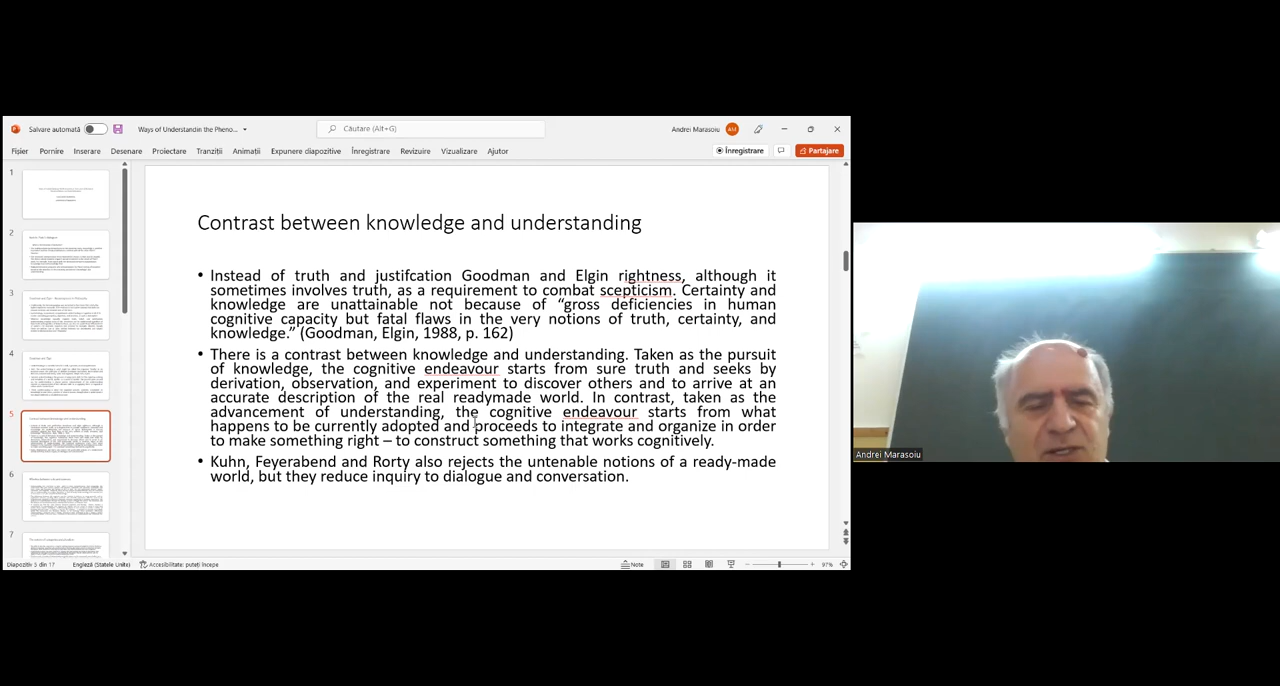 Salvare automată
Ways of Understandin the Pheno...
Căutare (Alt+G)
Andrei Marasoiu
AM
Fișier Pornire Inserare Desenare Proiectare Tranziții Animații Expunere diapozitive Înregistrare Revizuire Vizualizare Ajutor
Înregistrare
Partajare
1
2
3
4
5
6
7
Contrast between knowledge and understanding
• Instead of truth and justifcation Goodman and Elgin rightness, although it
sometimes involves truth, as a requirement to combat scepticism. Certainty and
knowledge are unattainable not because of “gross deficiencies in human
cognitive capacity but fatal flaws in the very notions of truth, certainty, and
knowledge.” (Goodman, Elgin, 1988, p. 162)
• There is a contrast between knowledge and understanding. Taken as the pursuit
of knowledge, the cognitive endeavour starts from sure truth and seeks by
derivation, observation, and experiment to discover others and to arrive at an
accurate description of the real readymade world. In contrast, taken as the
advancement of understanding, the cognitive endeavour starts from what
happens to be currently adopted and proceeds to integrate and organize in order
to make something right – to construct something that works cognitively.
• Kuhn, Feyerabend and Rorty also rejects the untenable notions of a ready-made
world, but they reduce inquiry to dialogue and conversation.
Andrei Marasoiu
Diapozitiv 5 din 17
Engleză (Statele Unite)
Accesibilitate: puteți începe
Note
97%